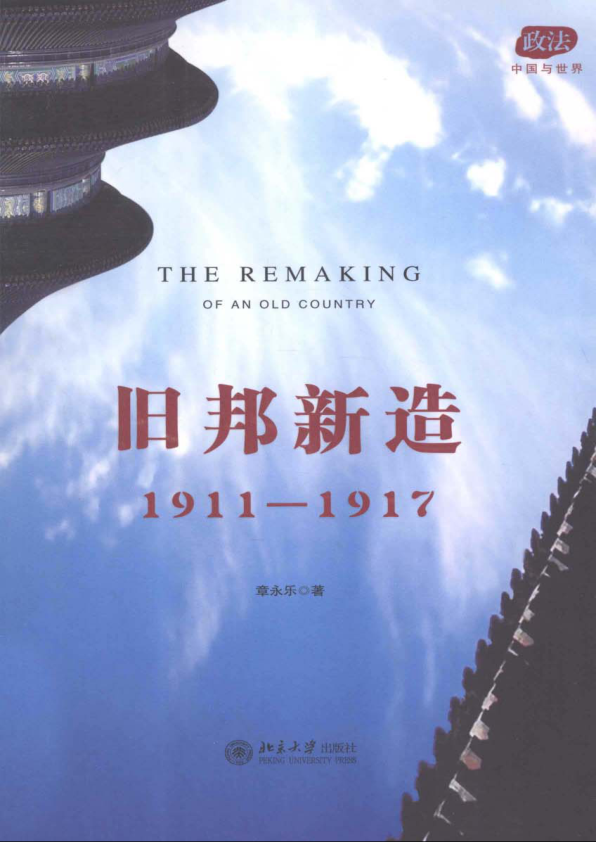 政法
中国与世界
THE REMAKING
OF AN OLD COUNTRY
旧邦新造
1911—1917
章永乐◎著
北京大学出版社
PEKING UNIVERSITY PRESS